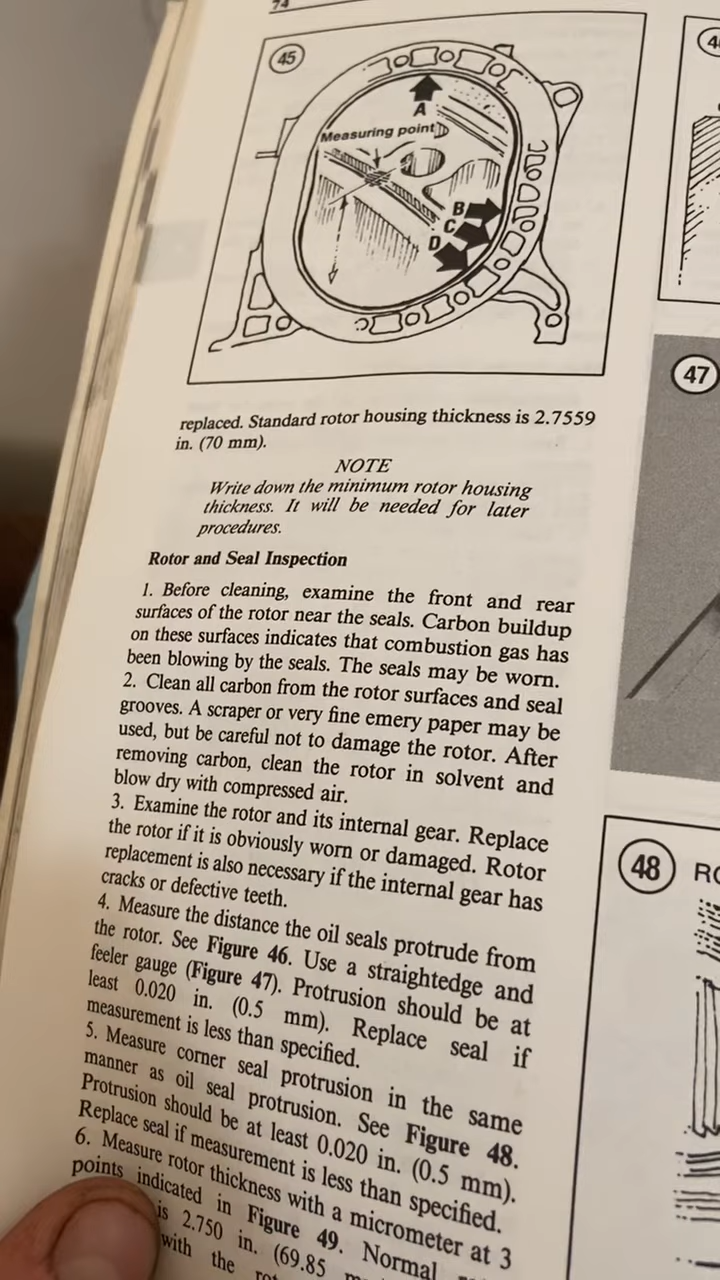 74
45
A
Measuring point
B
C
D
replaced. Standard rotor housing thickness is 2.7559
in. (70 mm).
NOTE
Write down the minimum rotor housing
thickness. It will be needed for later
procedures.
Rotor and Seal Inspection
1. Before cleaning, examine the front and rear
surfaces of the rotor near the seals. Carbon buildup
on these surfaces indicates that combustion gas has
been blowing by the seals. The seals may be worn.
2. Clean all carbon from the rotor surfaces and seal
grooves. A scraper or very fine emery paper may be
used, but be careful not to damage the rotor. After
removing carbon, clean the rotor in solvent and
blow dry with compressed air.
3. Examine the rotor and its internal gear. Replace
the rotor if it is obviously worn or damaged. Rotor
replacement is also necessary if the internal gear has
cracks or defective teeth.
4. Measure the distance the oil seals protrude from
the rotor. See Figure 46. Use a straightedge and
feeler gauge (Figure 47). Protrusion should be at
least 0.020 in. (0.5 mm). Replace seal if
measurement is less than specified.
5. Measure corner seal protrusion in the same
manner as oil seal protrusion. See Figure 48.
Protrusion should be at least 0.020 in. (0.5 mm).
Replace seal if measurement is less than specified.
6. Measure rotor thickness with a micrometer at 3
points indicated in Figure 49. Normal
is 2.750 in. (69.85
with the
47
48